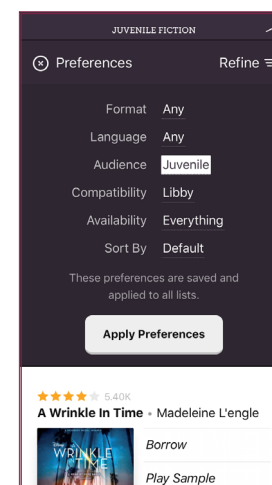 JUVENILE FICTION
Preferences Refine
Format Any
Language Any
Audience Juvenile
Compatibility Libby
Availability Everything
Sort By Default
These preferences are saved and
applied to all lists.
Apply Preferences
5.40K
A Wrinkle In Time • Madeleine L'engle
Borrow
WRINKLE
TIME
Play Sample